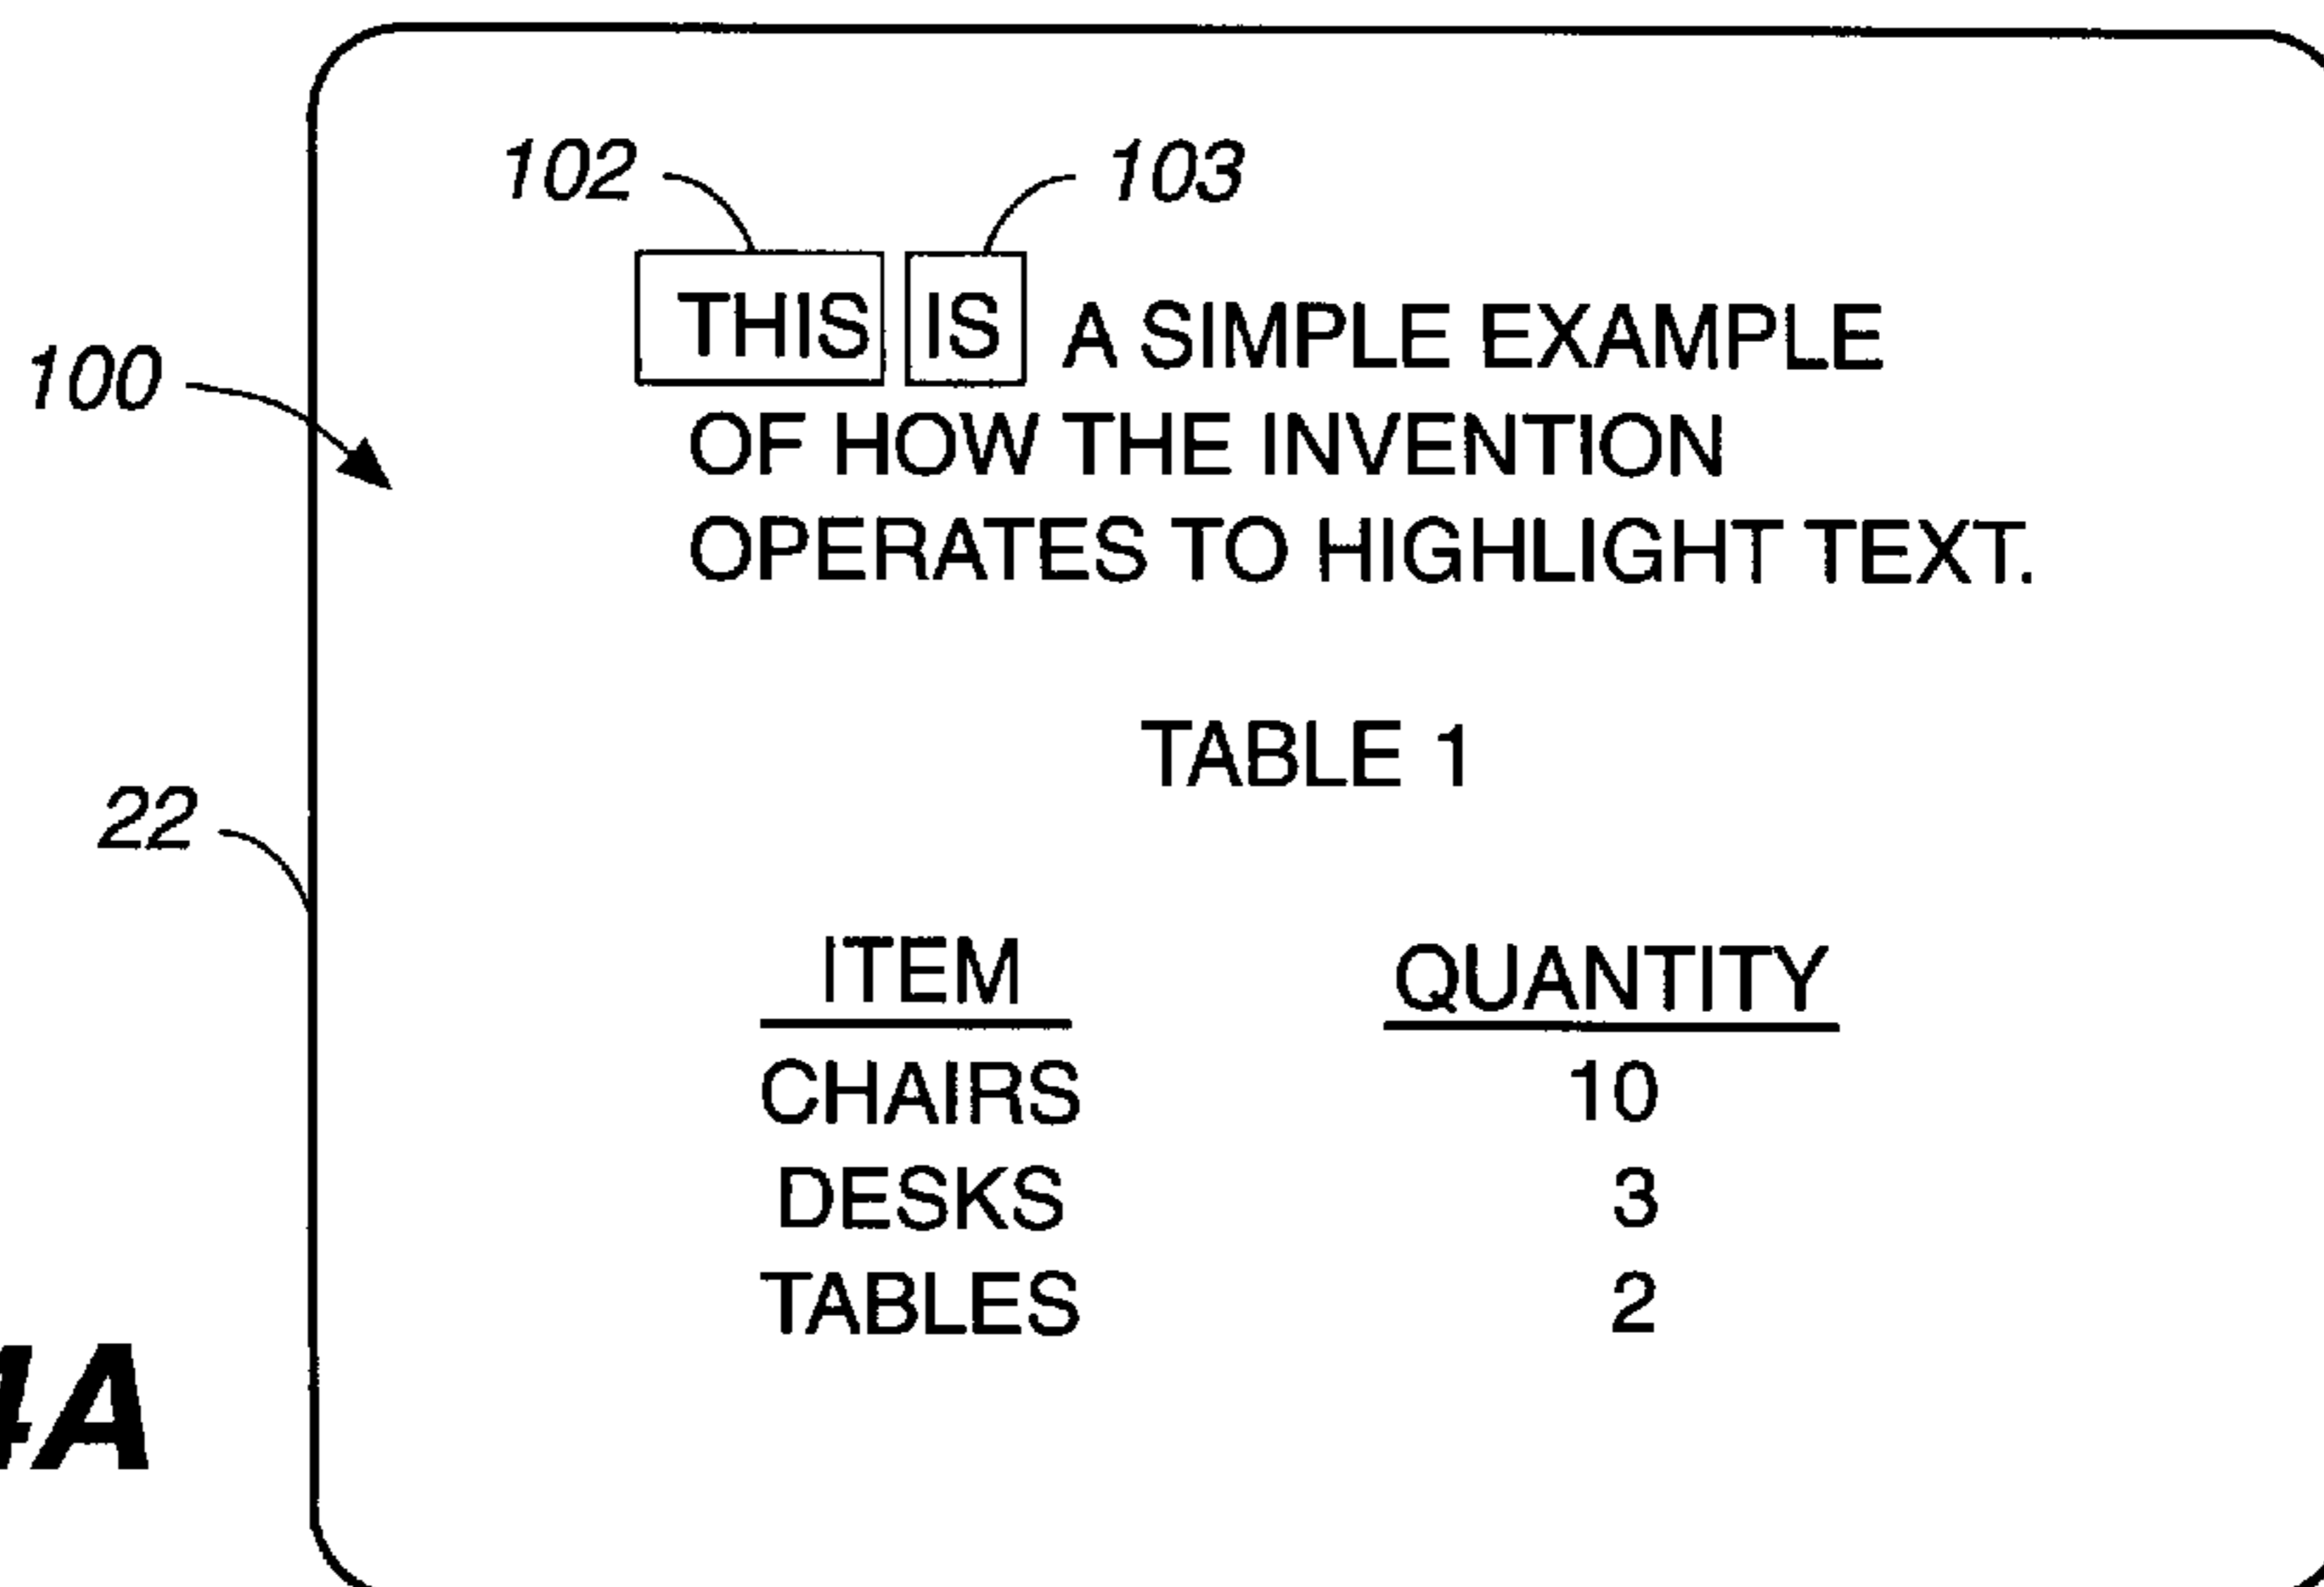 102 103
THIS IS A SIMPLE EXAMPLE
100
OF HOW THE INVENTION
OPERATES TO HIGHLIGHT TEXT.
TABLE 1
22
ITEM QUANTITY
CHAIRS 10
DESKS 3
TABLES 2
4A